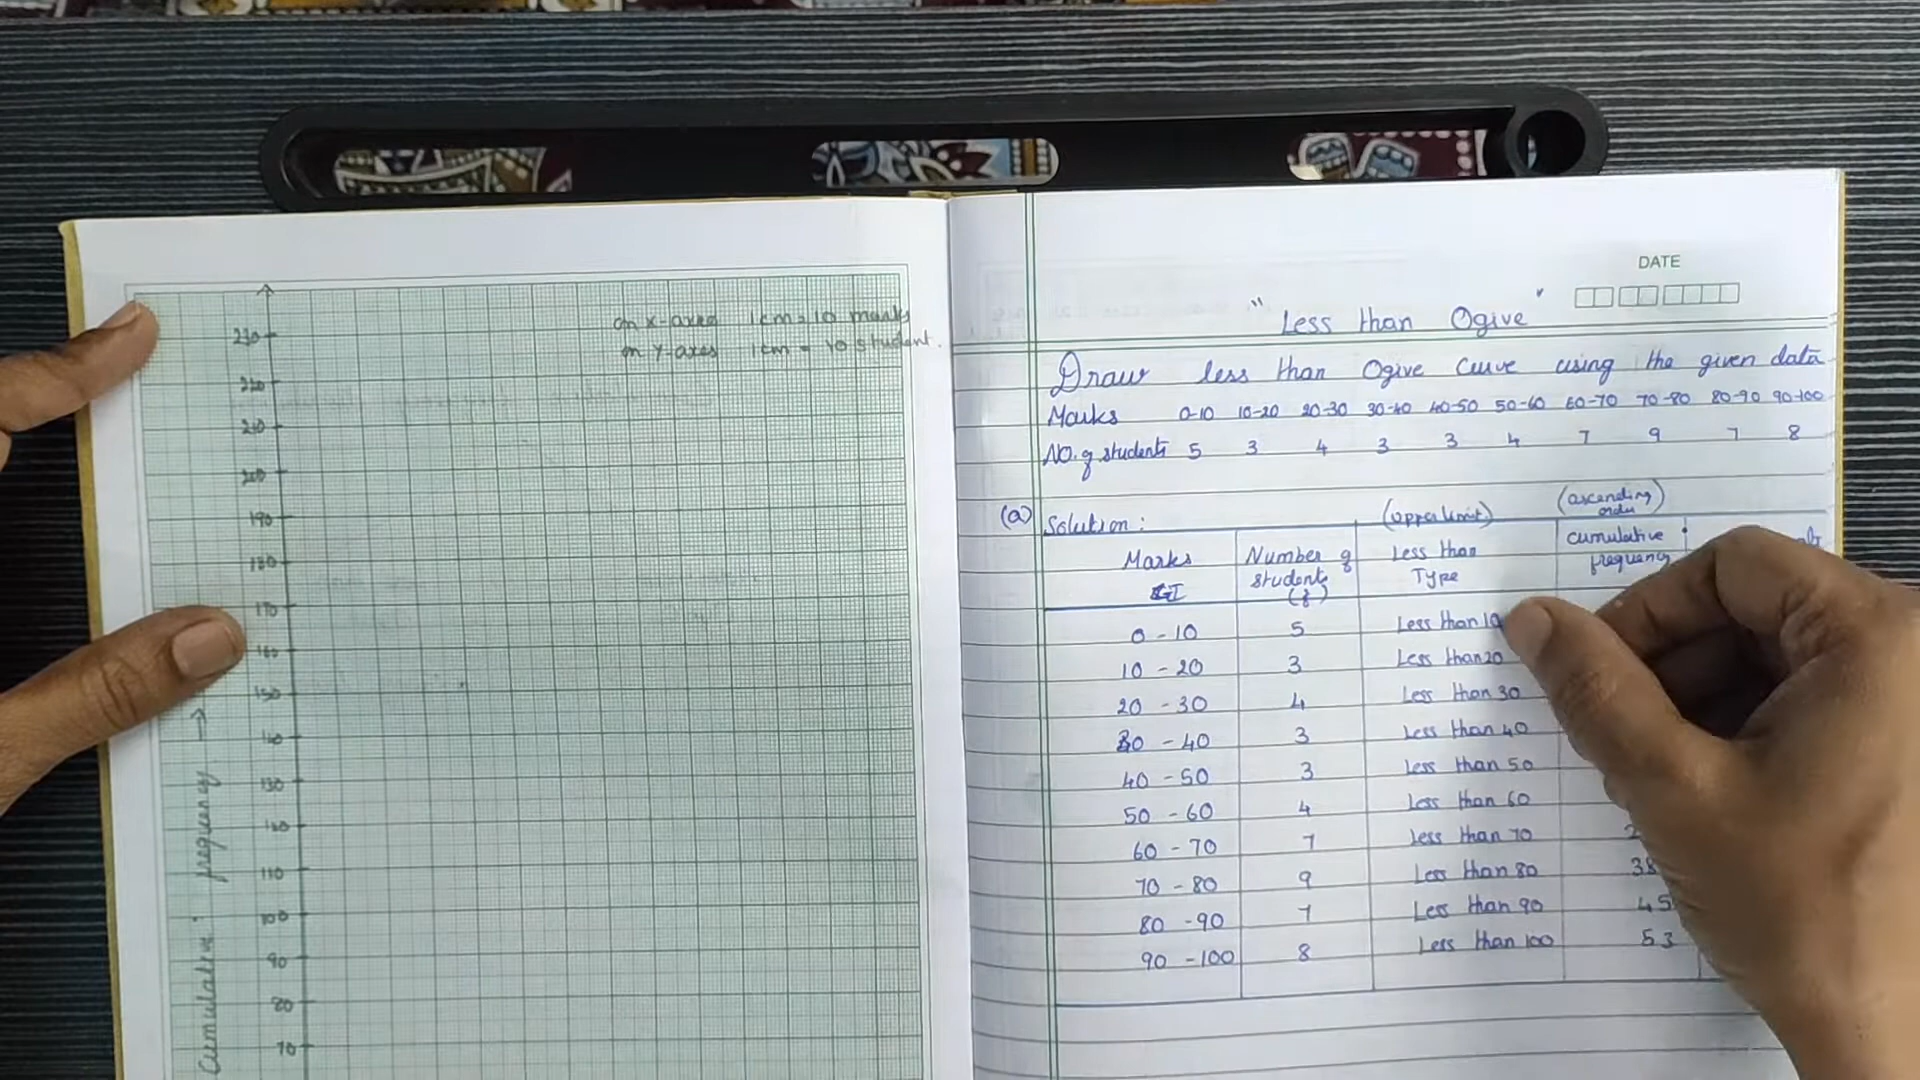 on x-axes 1cm = 10 marks
on y-axes 1cm = 10 student.
230
220
210
200
190
180
170
160
150
140
130
120
110
100
90
80
70
Cumulative frequency →
DATE
" Less than Ogive "
Draw less than Ogive Curve using the given data
Marks 0-10 10-20 20-30 30-40 40-50 50-60 60-70 70-80 80-90 90-100
NO. of students 5 3 4 3 3 4 7 9 7 8
(a) Solution : (upper limit) (ascending order)
Marks Number of Less than cumulative
CI students Type frequency
(f)
0 - 10 5 Less than 10
10 - 20 3 Less than 20
20 - 30 4 Less than 30
30 - 40 3 Less than 40
40 - 50 3 Less than 50
50 - 60 4 Less than 60
60 - 70 7 Less than 70
70 - 80 9 Less than 80 38
80 - 90 7 Less than 90 45
90 - 100 8 Less than 100 53